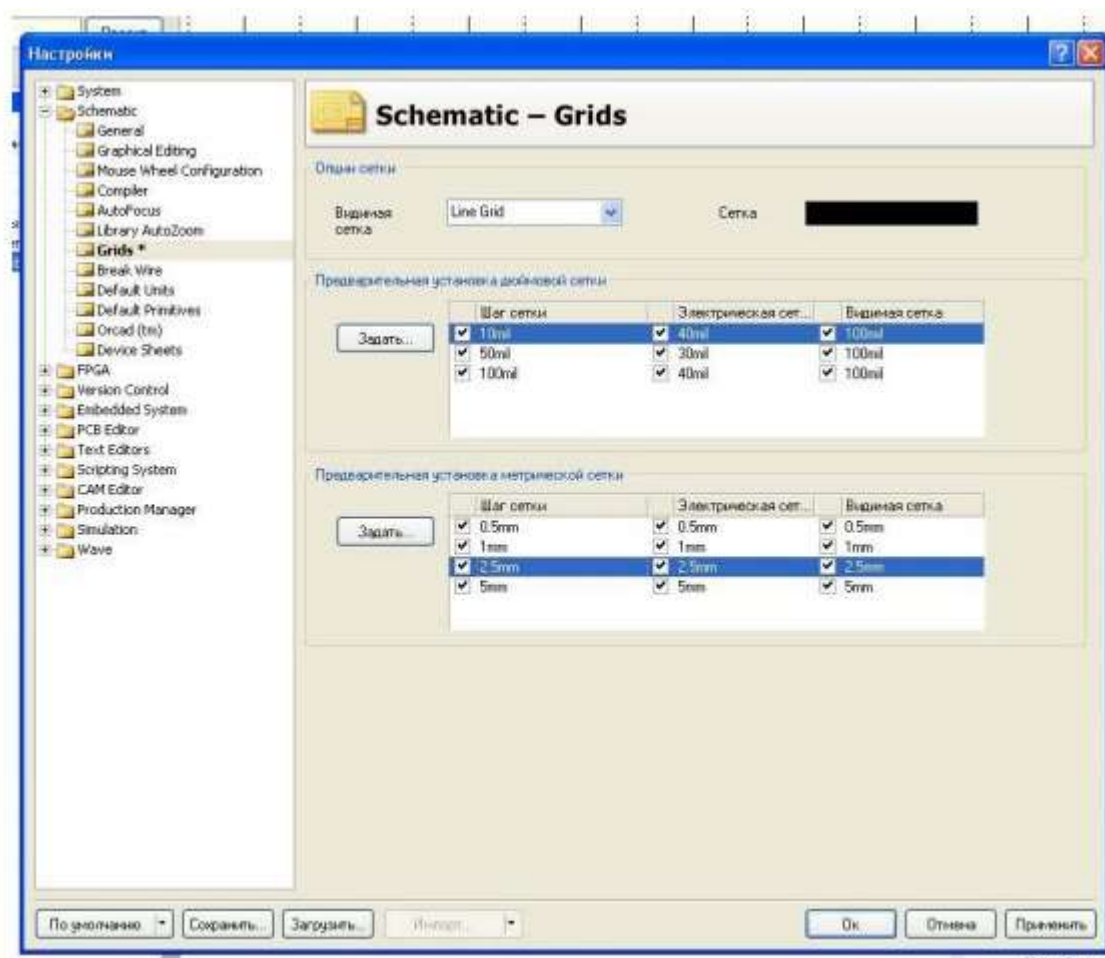 Настройки
System
Schematic
General
Graphical Editing
Mouse Wheel Configuration
Compiler
AutoFocus
Library AutoZoom
Grids *
Break Wire
Default Units
Default Primitives
Orcad (tm)
Device Sheets
FPGA
Version Control
Embedded System
PCB Editor
Text Editors
Scripting System
CAM Editor
Production Manager
Simulation
Wave
Schematic – Grids
Опции сетки
Видимая сетка Line Grid Сетка
Предварительная установка дюймовой сетки
Задать...
Шаг сетки Электрическая сет... Видимая сетка
10mil 40mil 100mil
50mil 30mil 100mil
100mil 40mil 100mil
Предварительная установка метрической сетки
Задать...
Шаг сетки Электрическая сет... Видимая сетка
0.5mm 0.5mm 0.5mm
1mm 1mm 1mm
2.5mm 2.5mm 2.5mm
5mm 5mm 5mm
По умолчанию Сохранить... Загрузить... Импорт... Ок Отмена Применить